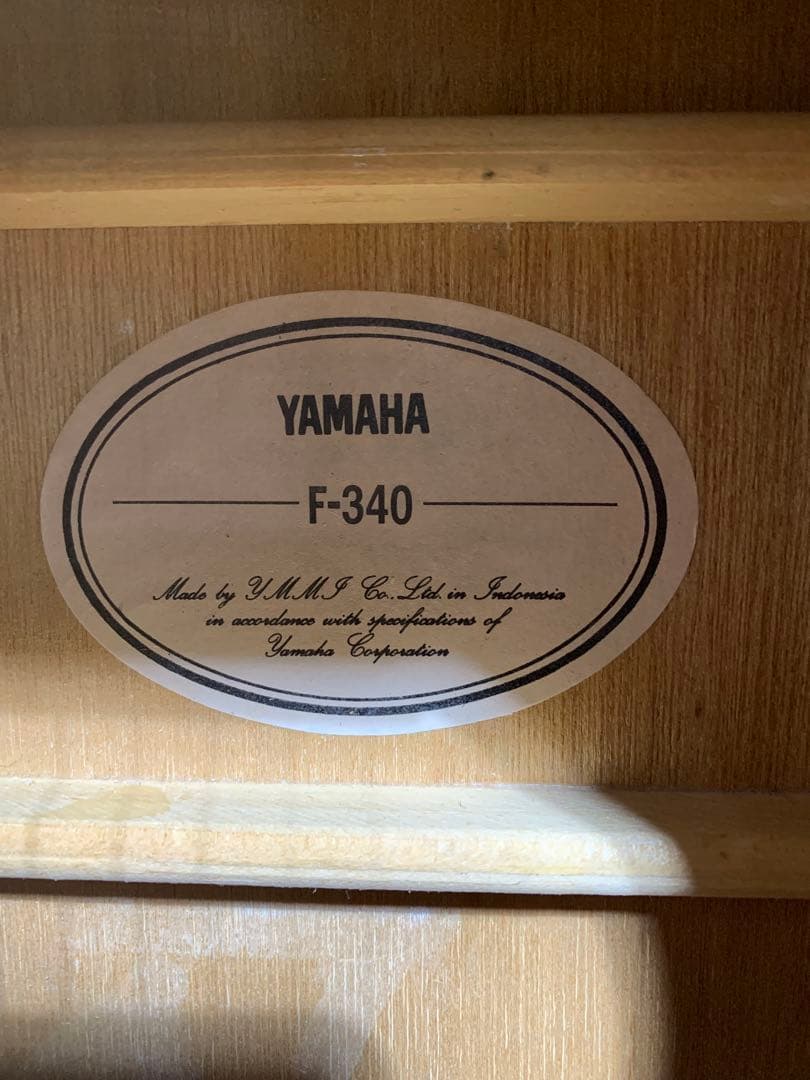 YAMAHA
F-340
Made by YMMI Co., Ltd. in Indonesia
in accordance with specifications of
Yamaha Corporation